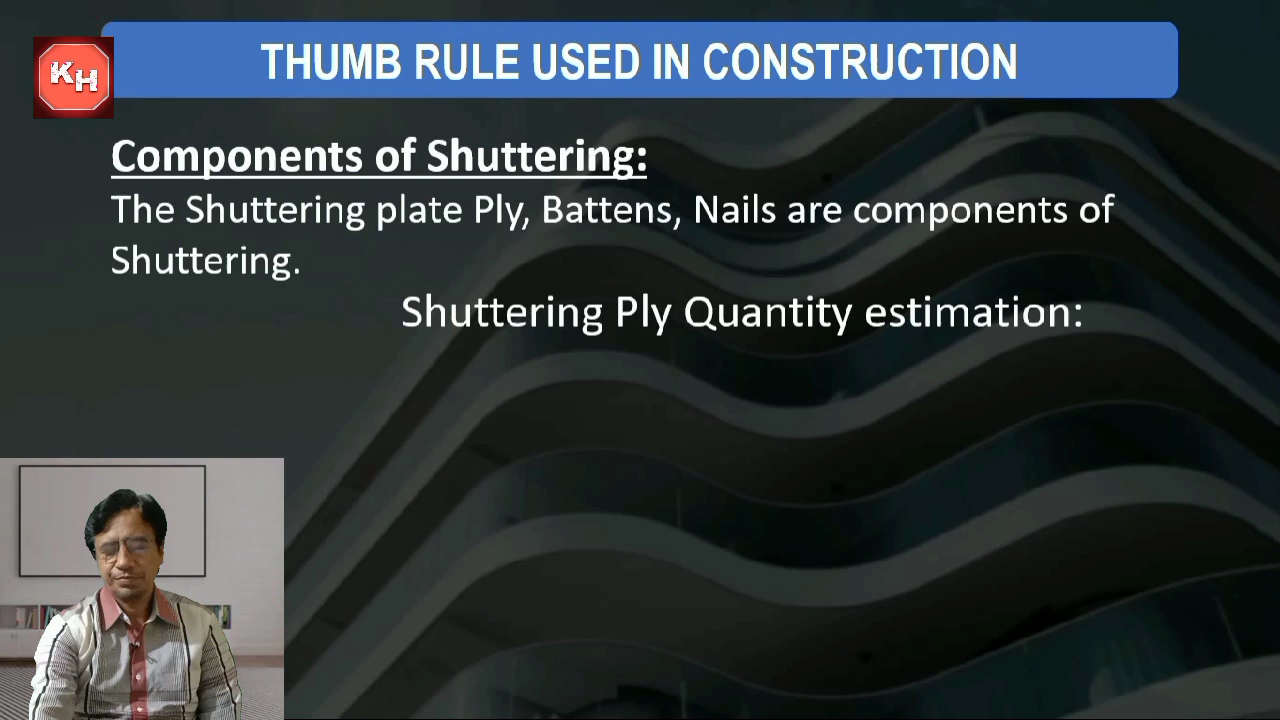 KH
THUMB RULE USED IN CONSTRUCTION
Components of Shuttering:
The Shuttering plate Ply, Battens, Nails are components of
Shuttering.
Shuttering Ply Quantity estimation: